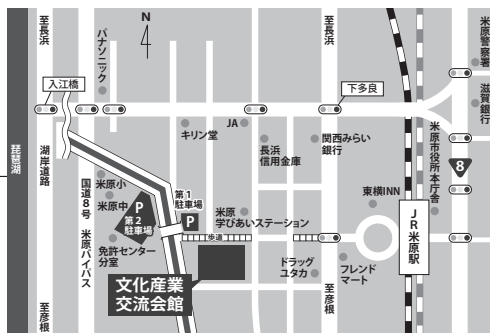 至長浜
N
至長浜
パナソニック
米原警察署
滋賀銀行
入江橋
下多良
キリン堂
JA
長浜
信用金庫
関西みらい
銀行
米原市役所本庁舎
8
琵琶湖
湖岸道路
国道8号 米原バイパス
米原小
米原中
P
第2
駐車場
第1
駐車場
P
米原
学びあいステーション
東横INN
JR米原駅
歩道
免許センター
分室
文化産業
交流会館
ドラッグ
ユタカ
フレンド
マート
至彦根
至彦根